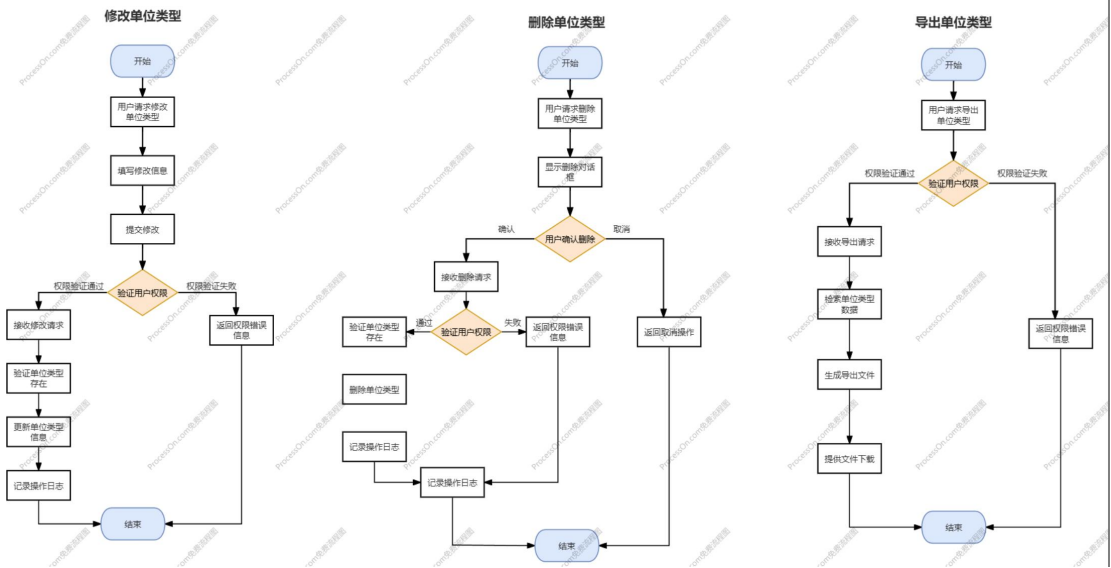 修改单位类型
开始
用户请求修改
单位类型
填写修改信息
提交修改
权限验证通过
验证用户权限
权限验证失败
接收修改请求
返回权限错误
信息
验证单位类型
存在
更新单位类型
信息
记录操作日志
结束
删除单位类型
开始
用户请求删除
单位类型
显示删除对话
框
确认
用户确认删除
取消
接收删除请求
验证单位类型
存在
通过
验证用户权限
失败
返回权限错误
信息
返回取消操作
删除单位类型
记录操作日志
记录操作日志
结束
导出单位类型
开始
用户请求导出
单位类型
权限验证通过
验证用户权限
权限验证失败
接收导出请求
检索单位类型
数据
返回权限错误
信息
生成导出文件
提供文件下载
结束
ProcessOn.com免费流程图